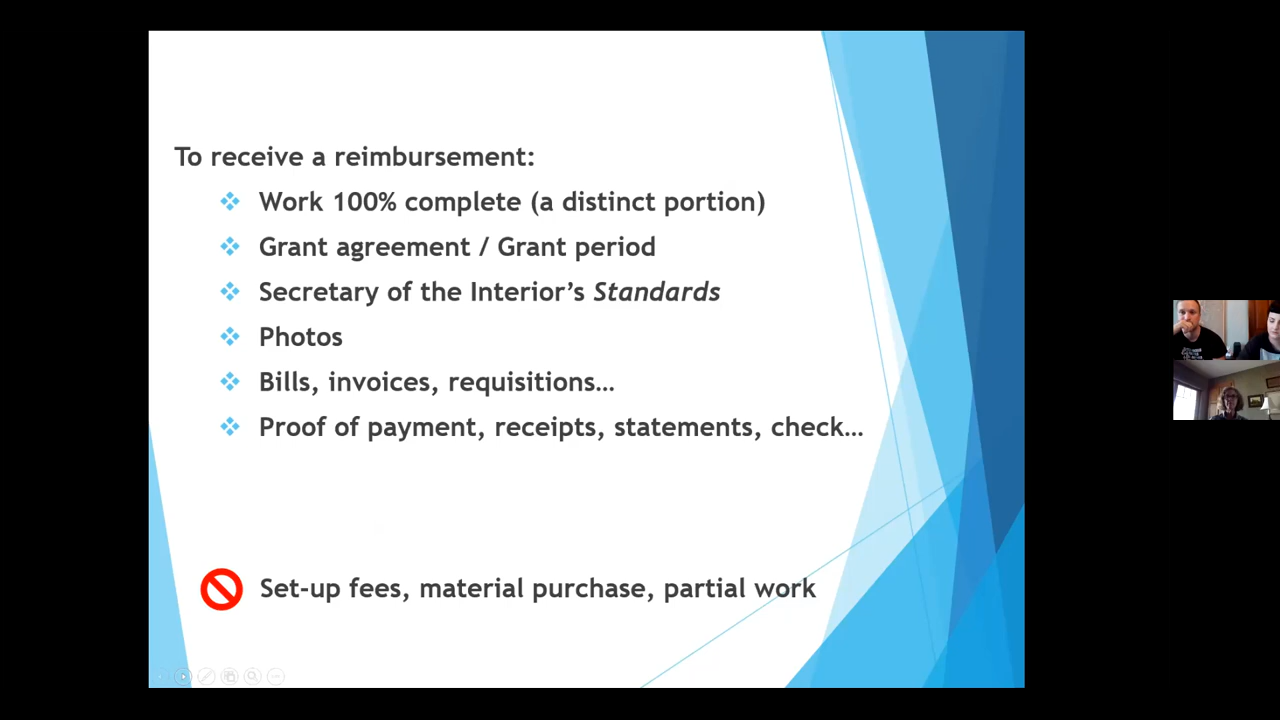 To receive a reimbursement:
Work 100% complete (a distinct portion)
Grant agreement / Grant period
Secretary of the Interior’s Standards
Photos
Bills, invoices, requisitions…
Proof of payment, receipts, statements, check…
Set-up fees, material purchase, partial work